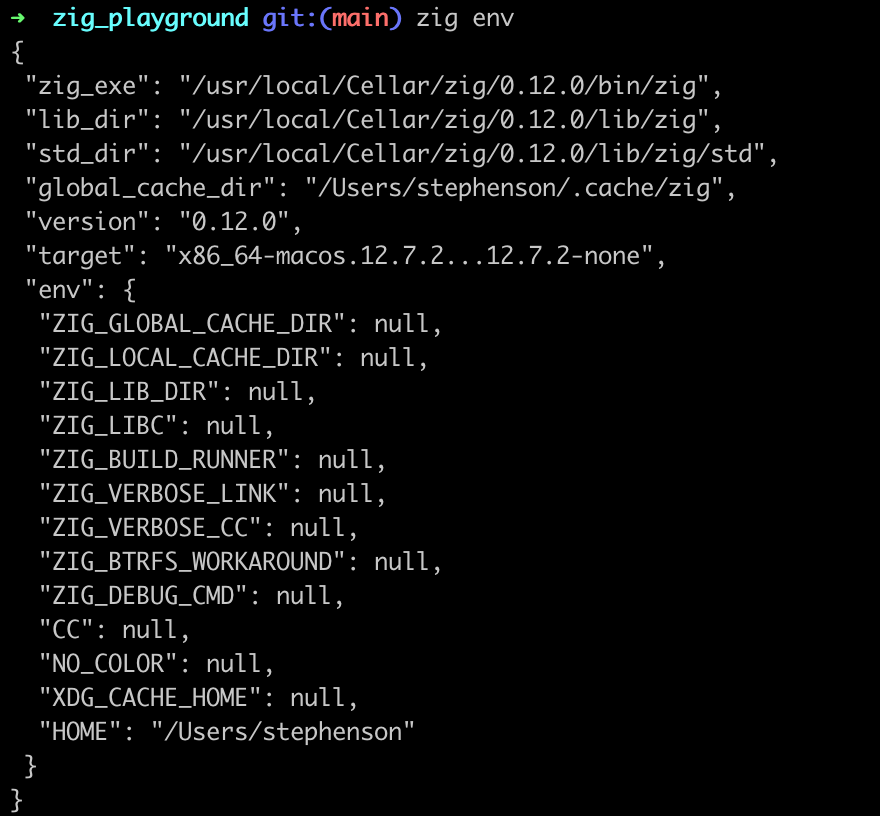 ➜  zig_playground git:(main) zig env
{
 "zig_exe": "/usr/local/Cellar/zig/0.12.0/bin/zig",
 "lib_dir": "/usr/local/Cellar/zig/0.12.0/lib/zig",
 "std_dir": "/usr/local/Cellar/zig/0.12.0/lib/zig/std",
 "global_cache_dir": "/Users/stephenson/.cache/zig",
 "version": "0.12.0",
 "target": "x86_64-macos.12.7.2...12.7.2-none",
 "env": {
  "ZIG_GLOBAL_CACHE_DIR": null,
  "ZIG_LOCAL_CACHE_DIR": null,
  "ZIG_LIB_DIR": null,
  "ZIG_LIBC": null,
  "ZIG_BUILD_RUNNER": null,
  "ZIG_VERBOSE_LINK": null,
  "ZIG_VERBOSE_CC": null,
  "ZIG_BTRFS_WORKAROUND": null,
  "ZIG_DEBUG_CMD": null,
  "CC": null,
  "NO_COLOR": null,
  "XDG_CACHE_HOME": null,
  "HOME": "/Users/stephenson"
 }
}